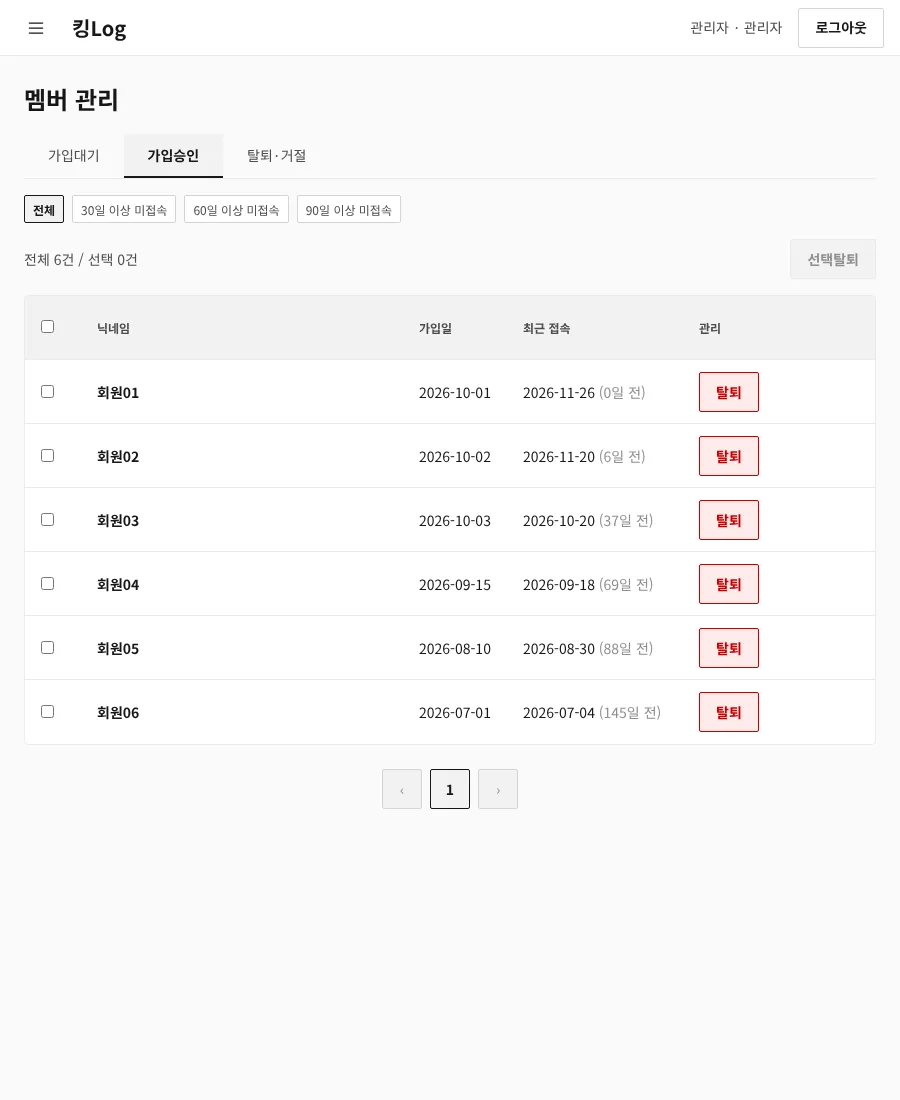 킹Log
관리자 · 관리자
로그아웃
멤버 관리
가입대기 가입승인 탈퇴·거절
전체 30일 이상 미접속 60일 이상 미접속 90일 이상 미접속
전체 6건 / 선택 0건
선택탈퇴
닉네임 가입일 최근 접속 관리
회원01 2026-10-01 2026-11-26 (0일 전) 탈퇴
회원02 2026-10-02 2026-11-20 (6일 전) 탈퇴
회원03 2026-10-03 2026-10-20 (37일 전) 탈퇴
회원04 2026-09-15 2026-09-18 (69일 전) 탈퇴
회원05 2026-08-10 2026-08-30 (88일 전) 탈퇴
회원06 2026-07-01 2026-07-04 (145일 전) 탈퇴
‹ 1 ›